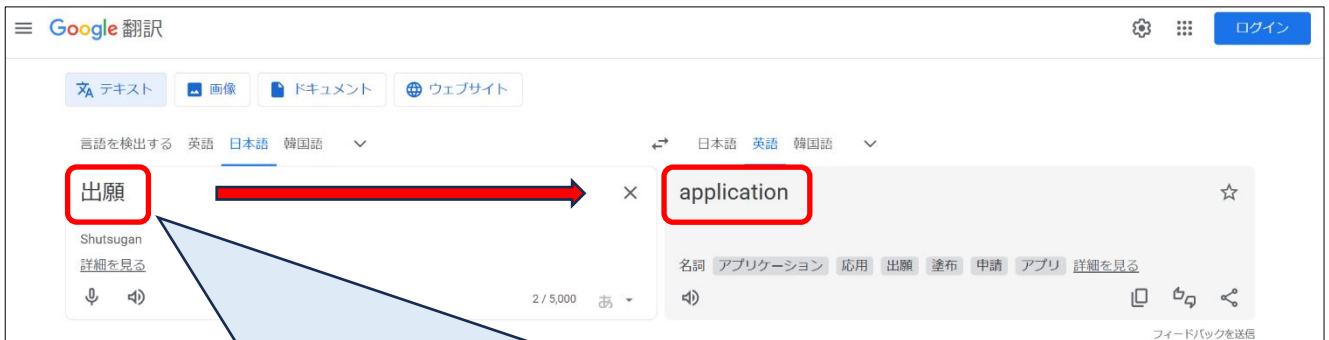 Google 翻訳
ログイン
テキスト 画像 ドキュメント ウェブサイト
言語を検出する 英語 日本語 韓国語
日本語 英語 韓国語
出願
application
Shutsugan
詳細を見る
名詞 アプリケーション 応用 出願 塗布 申請 アプリ 詳細を見る
2 / 5,000 あ
フィードバックを送信